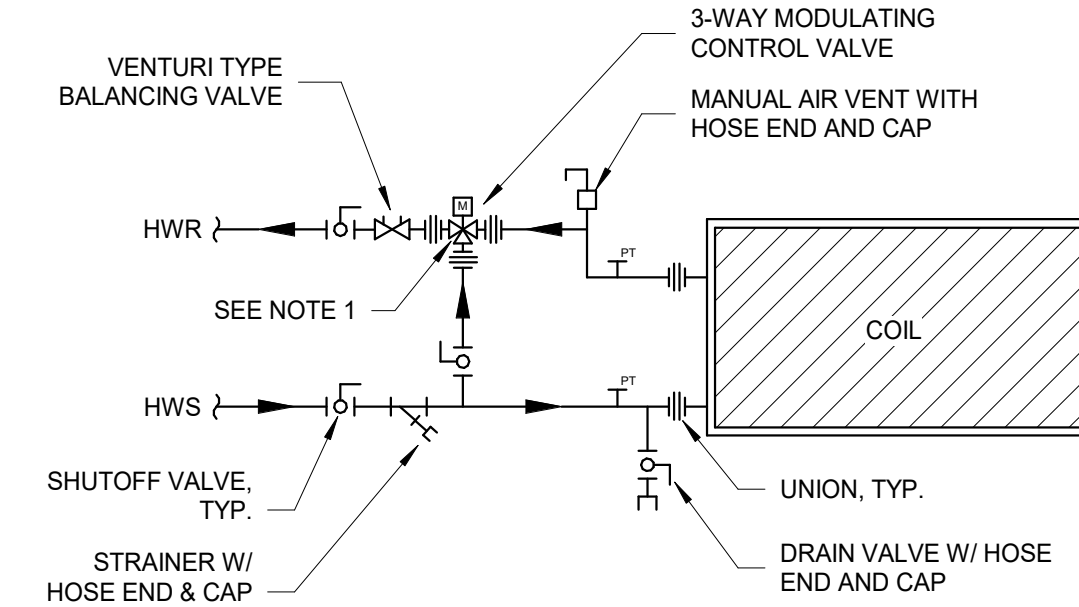 3-WAY MODULATING
CONTROL VALVE
VENTURI TYPE
BALANCING VALVE
MANUAL AIR VENT WITH
HOSE END AND CAP
M
HWR
PT
SEE NOTE 1
COIL
HWS
PT
SHUTOFF VALVE,
TYP.
UNION, TYP.
STRAINER W/
HOSE END & CAP
DRAIN VALVE W/ HOSE
END AND CAP